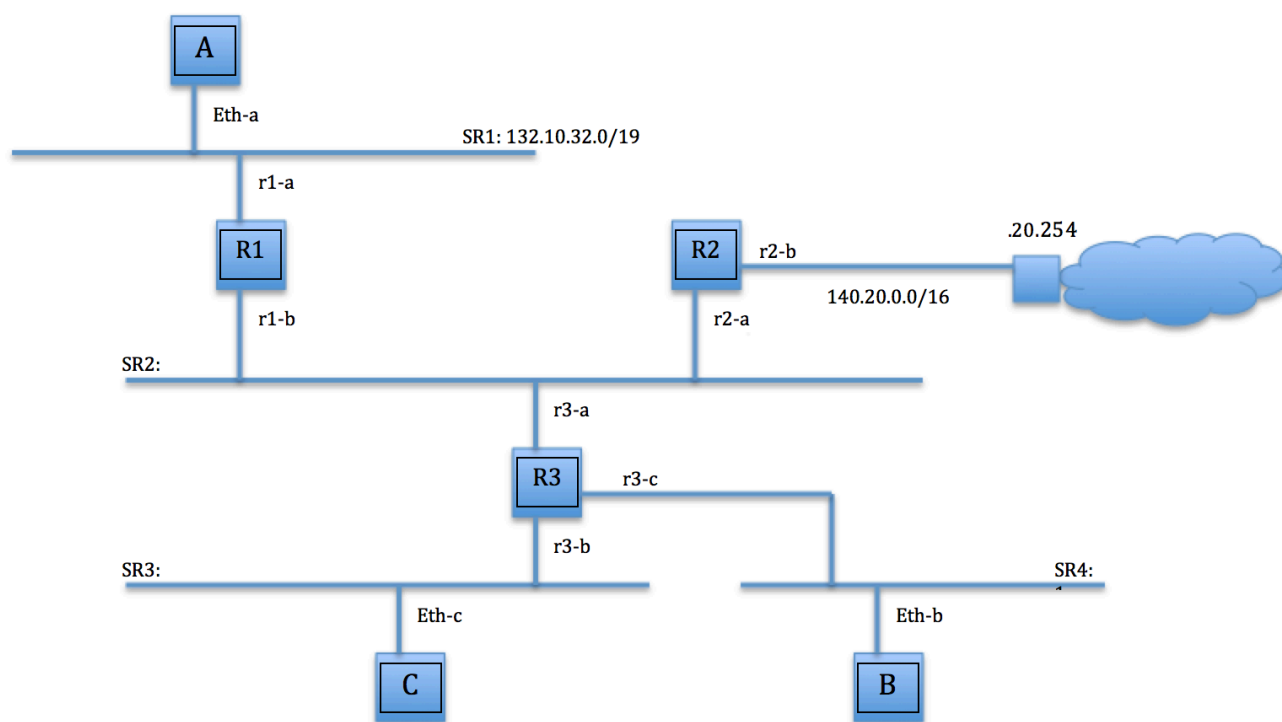 A
Eth-a
SR1: 132.10.32.0/19
r1-a
R1
R2
r2-b
.20.254
140.20.0.0/16
r1-b
r2-a
SR2:
r3-a
R3
r3-c
r3-b
SR3:
SR4:
Eth-c
Eth-b
C
B